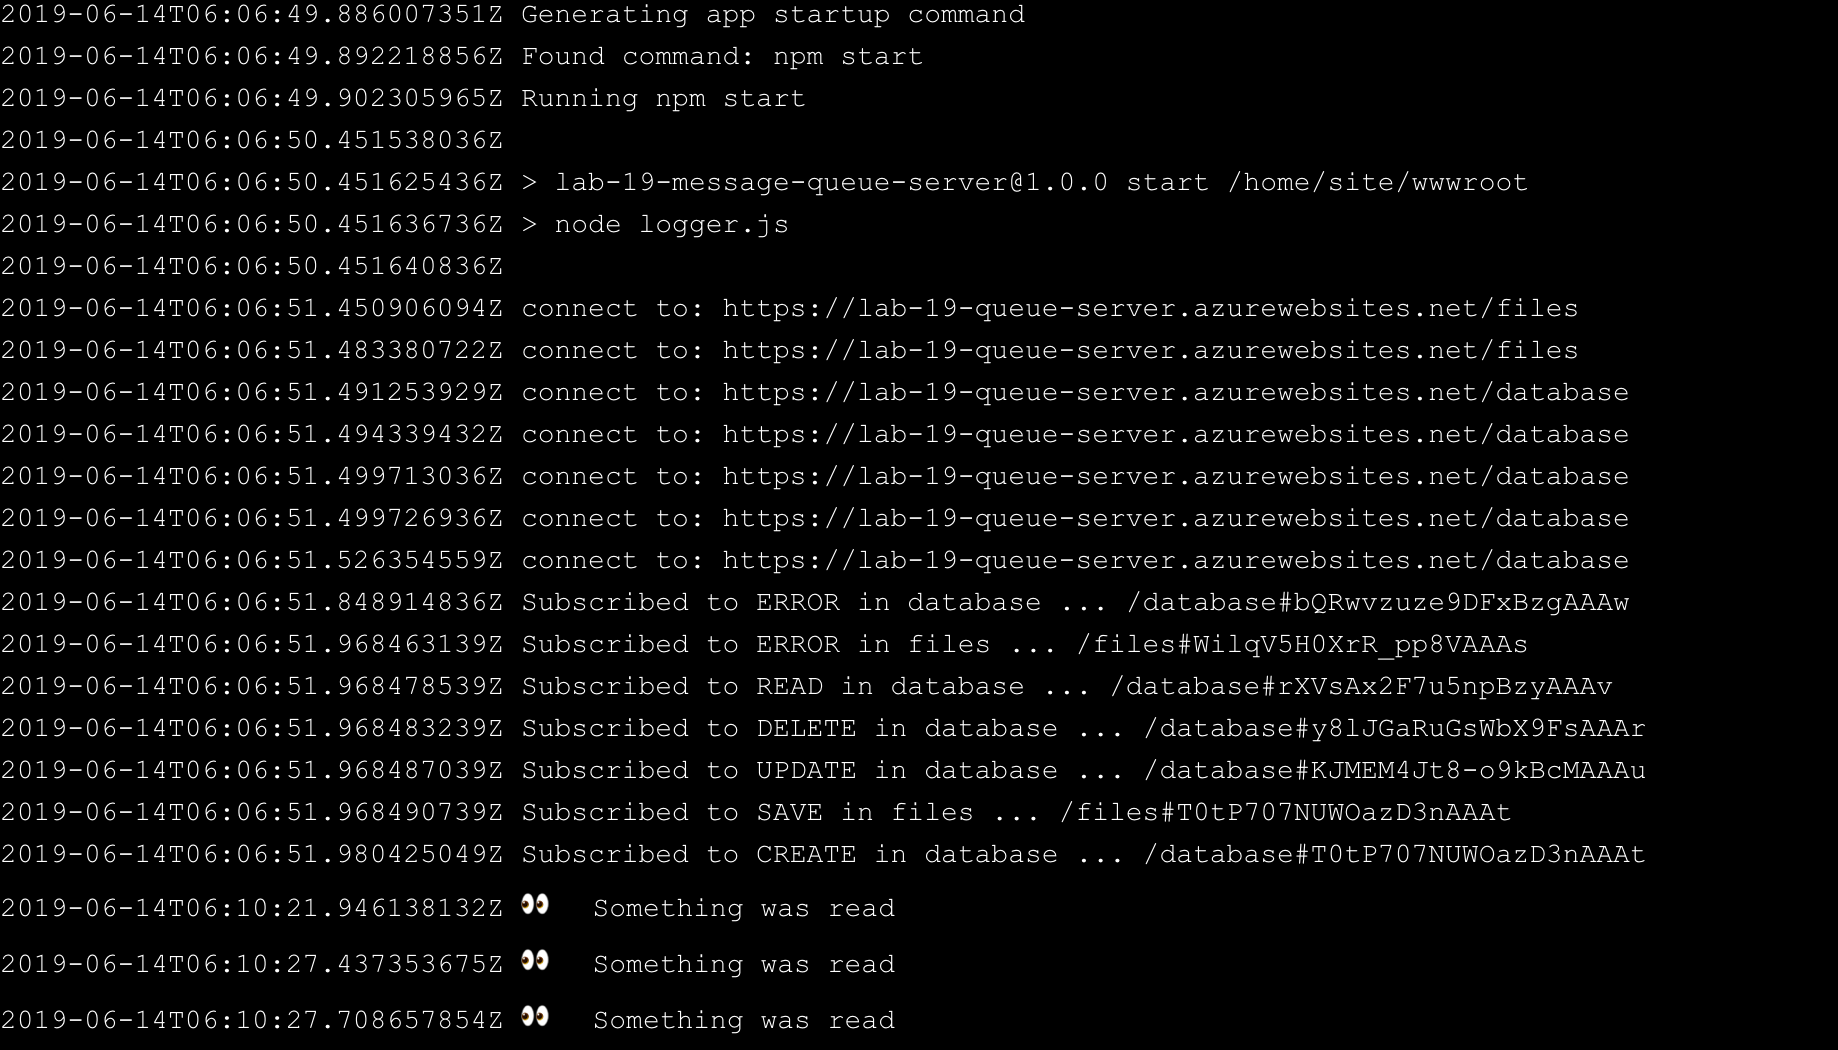 2019-06-14T06:06:49.886007351Z Generating app startup command
2019-06-14T06:06:49.892218856Z Found command: npm start
2019-06-14T06:06:49.902305965Z Running npm start
2019-06-14T06:06:50.451538036Z
2019-06-14T06:06:50.451625436Z > lab-19-message-queue-server@1.0.0 start /home/site/wwwroot
2019-06-14T06:06:50.451636736Z > node logger.js
2019-06-14T06:06:50.451640836Z
2019-06-14T06:06:51.450906094Z connect to: https://lab-19-queue-server.azurewebsites.net/files
2019-06-14T06:06:51.483380722Z connect to: https://lab-19-queue-server.azurewebsites.net/files
2019-06-14T06:06:51.491253929Z connect to: https://lab-19-queue-server.azurewebsites.net/database
2019-06-14T06:06:51.494339432Z connect to: https://lab-19-queue-server.azurewebsites.net/database
2019-06-14T06:06:51.499713036Z connect to: https://lab-19-queue-server.azurewebsites.net/database
2019-06-14T06:06:51.499726936Z connect to: https://lab-19-queue-server.azurewebsites.net/database
2019-06-14T06:06:51.526354559Z connect to: https://lab-19-queue-server.azurewebsites.net/database
2019-06-14T06:06:51.848914836Z Subscribed to ERROR in database ... /database#bQRwvzuze9DFxBzgAAAw
2019-06-14T06:06:51.968463139Z Subscribed to ERROR in files ... /files#WilqV5H0XrR_pp8VAAAs
2019-06-14T06:06:51.968478539Z Subscribed to READ in database ... /database#rXVsAx2F7u5npBzyAAAv
2019-06-14T06:06:51.968483239Z Subscribed to DELETE in database ... /database#y8lJGaRuGsWbX9FsAAAr
2019-06-14T06:06:51.968487039Z Subscribed to UPDATE in database ... /database#KJMEM4Jt8-o9kBcMAAAu
2019-06-14T06:06:51.968490739Z Subscribed to SAVE in files ... /files#T0tP707NUWOazD3nAAAt
2019-06-14T06:06:51.980425049Z Subscribed to CREATE in database ... /database#T0tP707NUWOazD3nAAAt
2019-06-14T06:10:21.946138132Z 👀 Something was read
2019-06-14T06:10:27.437353675Z 👀 Something was read
2019-06-14T06:10:27.708657854Z 👀 Something was read